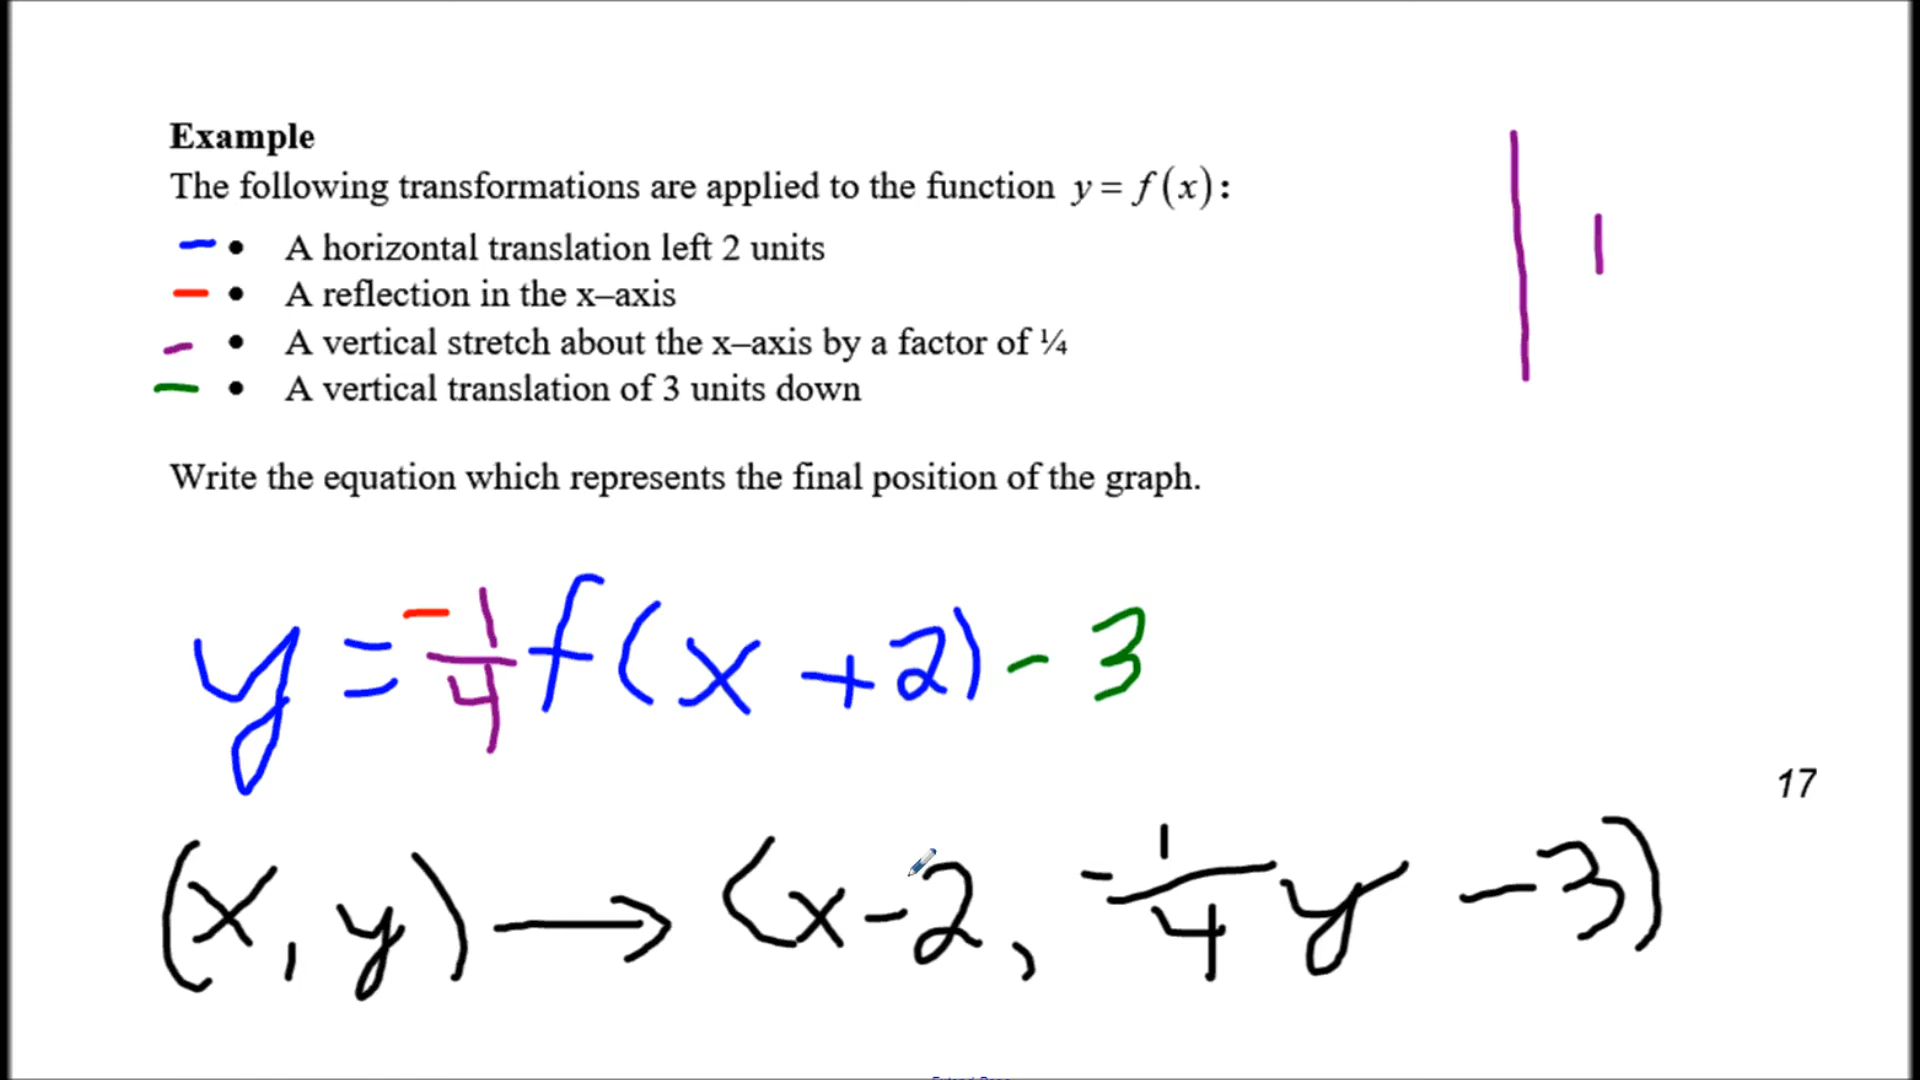 Example
The following transformations are applied to the function y = f(x):
• A horizontal translation left 2 units
• A reflection in the x–axis
• A vertical stretch about the x–axis by a factor of ¼
• A vertical translation of 3 units down
Write the equation which represents the final position of the graph.
y = -1/4 f(x + 2) - 3
17
(x, y) → (x - 2, -1/4 y - 3)